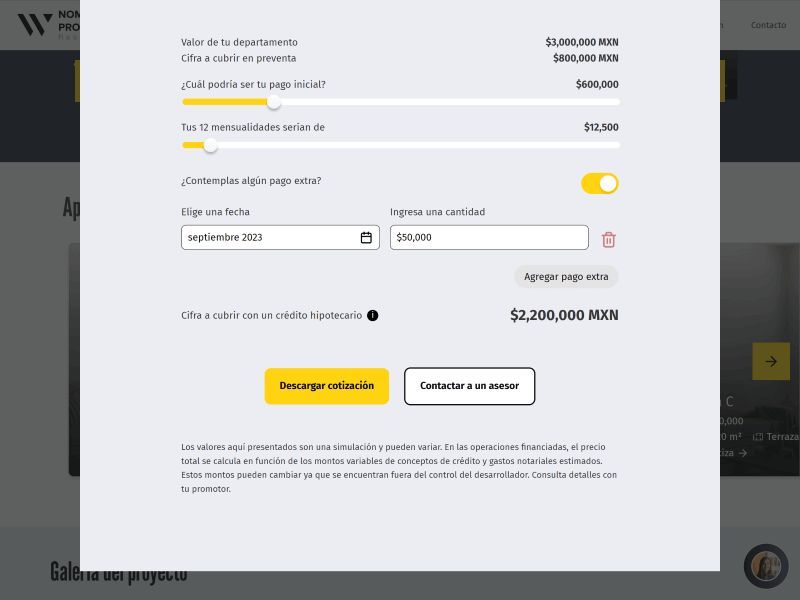 NOM
PRO
Contacto
Valor de tu departamento $3,000,000 MXN
Cifra a cubrir en preventa $800,000 MXN
¿Cuál podría ser tu pago inicial? $600,000
Tus 12 mensualidades serian de $12,500
¿Contemplas algún pago extra?
Elige una fecha Ingresa una cantidad
septiembre 2023 $50,000
Agregar pago extra
Cifra a cubrir con un crédito hipotecario i $2,200,000 MXN
Descargar cotización Contactar a un asesor
Los valores aquí presentados son una simulación y pueden variar. En las operaciones financiadas, el precio
total se calcula en función de los montos variables de conceptos de crédito y gastos notariales estimados.
Estos montos pueden cambiar ya que se encuentran fuera del control del desarrollador. Consulta detalles con
tu promotor.
Ap
C
0,000
0 m² Terraza
iza
Galería del proyecto